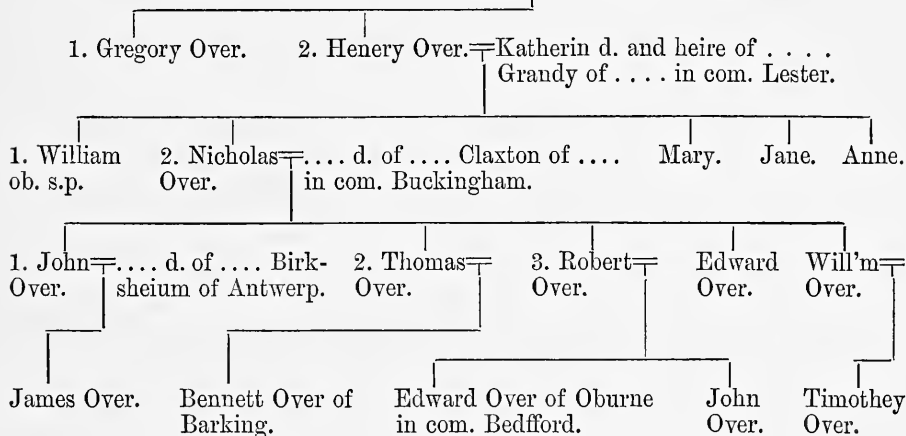 1. Gregory Over. 2. Henery Over. Katherin d. and heire of . . . .
Grandy of . . . . in com. Lester.
1. William 2. Nicholas . . . . d. of . . . . Claxton of . . . . Mary. Jane. Anne.
ob. s.p. Over. in com. Buckingham.
1. John . . . . d. of . . . . Birk- 2. Thomas 3. Robert Edward Will'm
Over. sheium of Antwerp. Over. Over. Over. Over.
James Over. Bennett Over of Edward Over of Oburne John Timothey
Barking. in com. Bedfford. Over. Over.